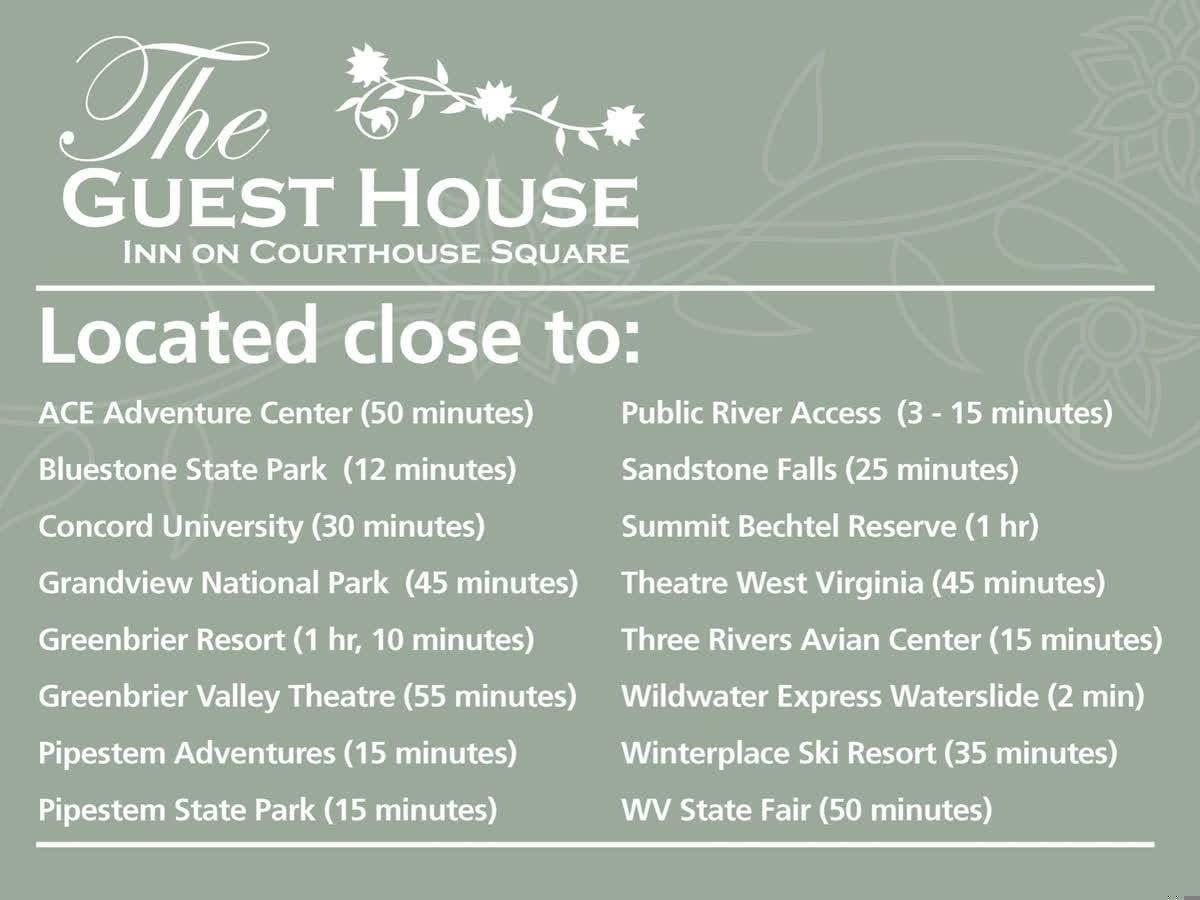 The
GUEST HOUSE
INN ON COURTHOUSE SQUARE
Located close to:
ACE Adventure Center (50 minutes)
Bluestone State Park  (12 minutes)
Concord University (30 minutes)
Grandview National Park  (45 minutes)
Greenbrier Resort (1 hr, 10 minutes)
Greenbrier Valley Theatre (55 minutes)
Pipestem Adventures (15 minutes)
Pipestem State Park (15 minutes)
Public River Access  (3 - 15 minutes)
Sandstone Falls (25 minutes)
Summit Bechtel Reserve (1 hr)
Theatre West Virginia (45 minutes)
Three Rivers Avian Center (15 minutes)
Wildwater Express Waterslide (2 min)
Winterplace Ski Resort (35 minutes)
WV State Fair (50 minutes)